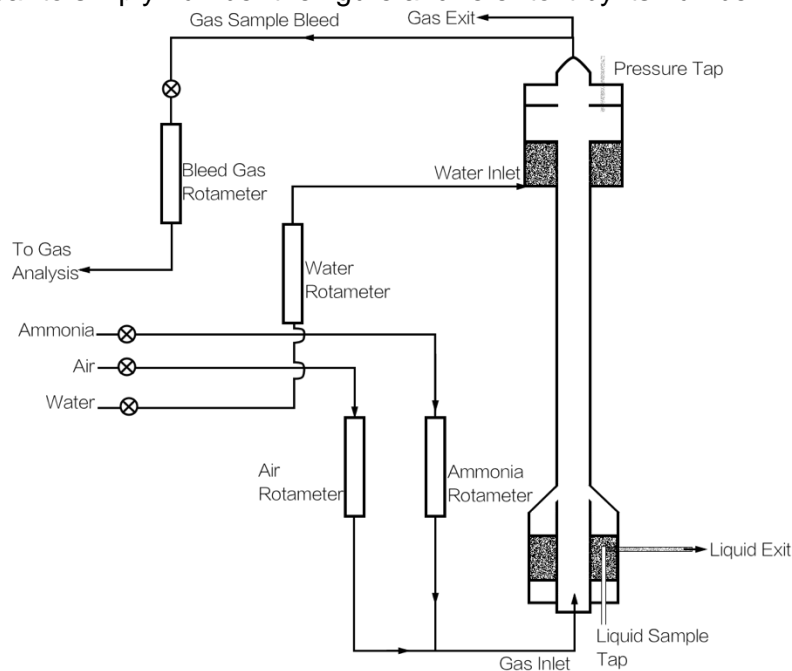 Gas Sample Bleed
Gas Exit
Pressure Tap
Bleed Gas
Rotameter
Water Inlet
To Gas
Analysis
Water
Rotameter
Ammonia
Air
Water
Air
Rotameter
Ammonia
Rotameter
Liquid Exit
Liquid Sample
Tap
Gas Inlet